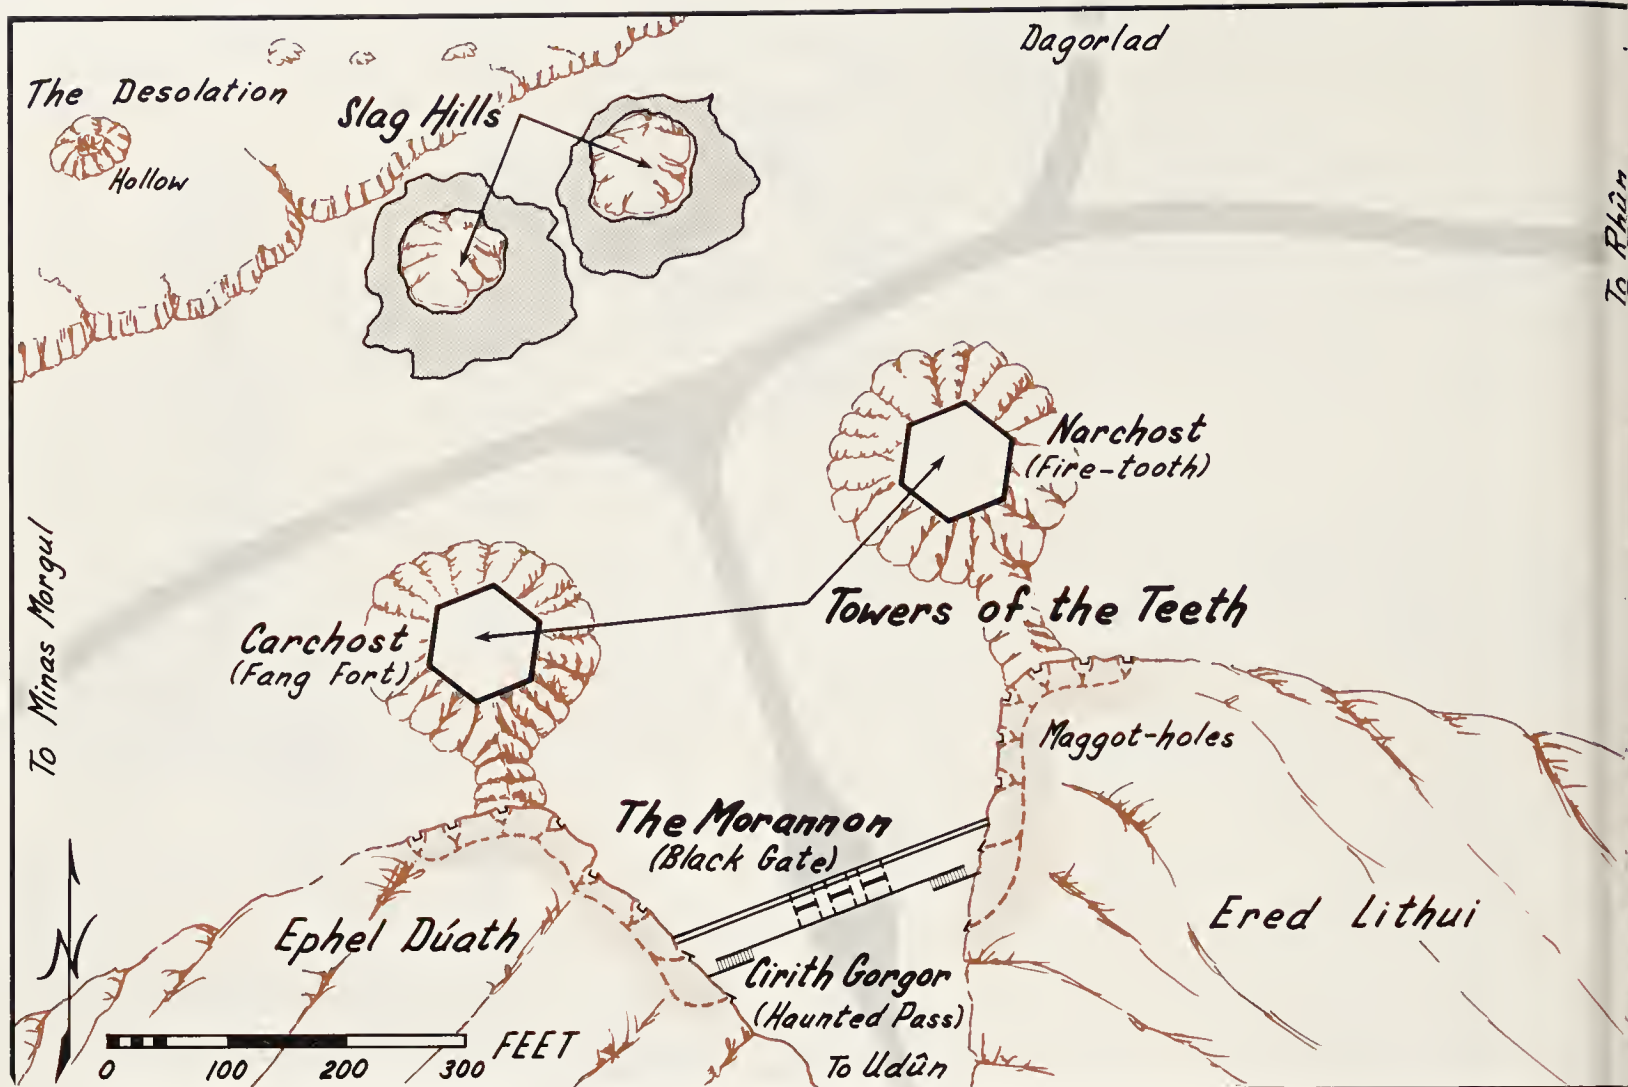 Dagorlad
The Desolation
Slag Hills
Hollow
To Rhûn
Narchost
(Fire-tooth)
Carchost
(Fang Fort)
Towers of the Teeth
To Minas Morgul
Maggot-holes
The Morannon
(Black Gate)
Ephel Dúath
Ered Lithui
Cirith Gorgor
(Haunted Pass)
To Udûn
N
FEET
0 100 200 300